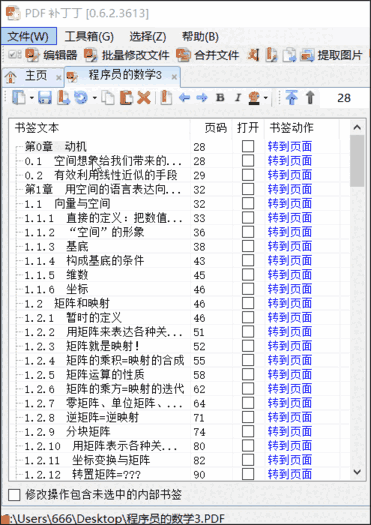 PDF 补丁丁 [0.6.2.3613]
文件(W) 工具箱(G) 选择(Z) 帮助(B)
编辑器 批量修改文件 合并文件 提取图片
主页 程序员的数学3
B I 28
书签文本 页码 打开 书签动作
第0章 动机 28 转到页面
0.1 空间想象给我们带来的... 28 转到页面
0.2 有效利用线性近似的手段 29 转到页面
第1章 用空间的语言表达向... 32 转到页面
1.1 向量与空间 32 转到页面
1.1.1 直接的定义：把数值... 33 转到页面
1.1.2 “空间”的形象 36 转到页面
1.1.3 基底 38 转到页面
1.1.4 构成基底的条件 43 转到页面
1.1.5 维数 45 转到页面
1.1.6 坐标 46 转到页面
1.2 矩阵和映射 46 转到页面
1.2.1 暂时的定义 46 转到页面
1.2.2 用矩阵来表达各种关... 51 转到页面
1.2.3 矩阵就是映射! 52 转到页面
1.2.4 矩阵的乘积=映射的合成 55 转到页面
1.2.5 矩阵运算的性质 58 转到页面
1.2.6 矩阵的乘方=映射的迭代 62 转到页面
1.2.7 零矩阵、单位矩阵、... 64 转到页面
1.2.8 逆矩阵=逆映射 71 转到页面
1.2.9 分块矩阵 74 转到页面
1.2.10 用矩阵表示各种关... 80 转到页面
1.2.11 坐标变换与矩阵 82 转到页面
1.2.12 转置矩阵=??? 90 转到页面
修改操作包含未选中的内部书签
:\Users\666\Desktop\程序员的数学3.PDF